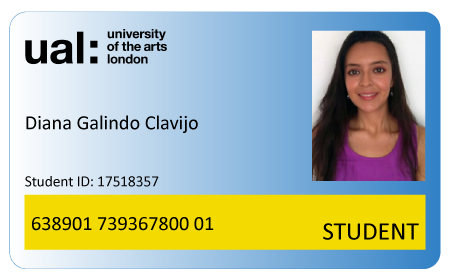 ual:
university
of the arts
london
Diana Galindo Clavijo
Student ID: 17518357
638901 739367800 01
STUDENT